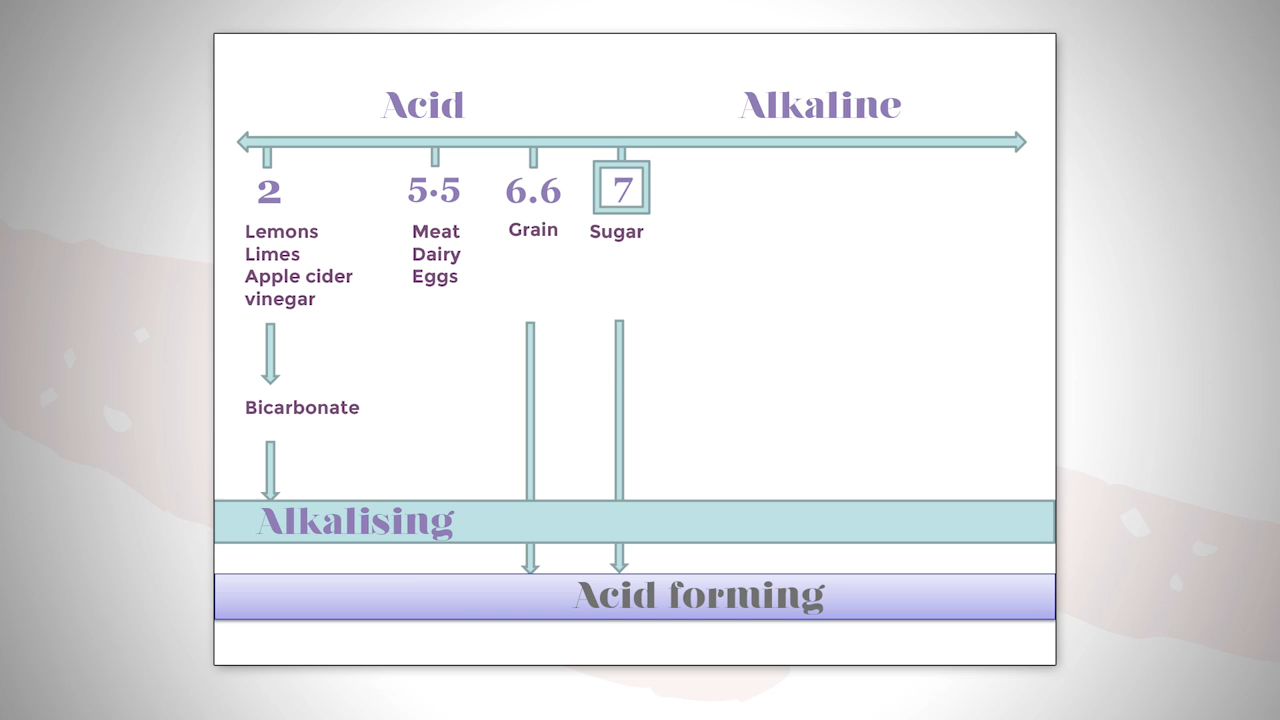 Acid
Alkaline
2
5.5
6.6
7
Lemons
Limes
Apple cider
vinegar
Meat
Dairy
Eggs
Grain
Sugar
Bicarbonate
Alkalising
Acid forming